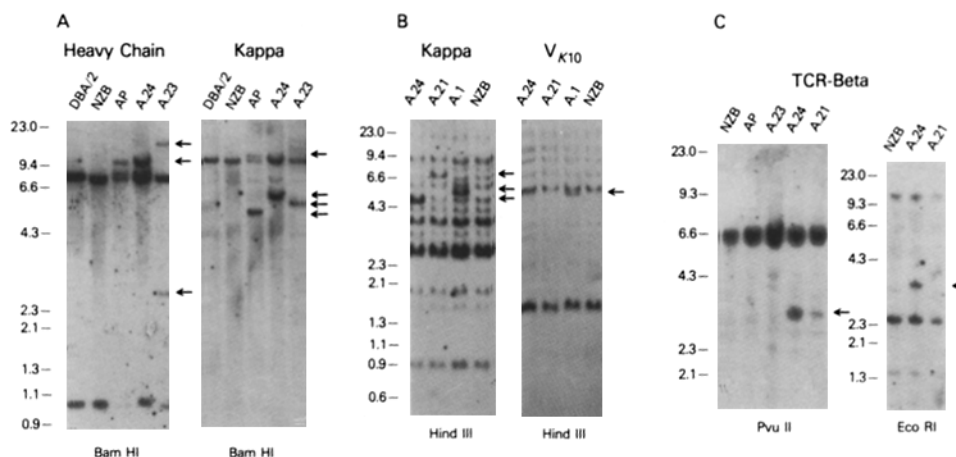 A
B
C
Heavy Chain
Kappa
Kappa
VK10
TCR-Beta
DBA/2
NZB
AP
A.24
A.23
DBA/2
NZB
AP
A.24
A.23
A.24
A.21
A.1
NZB
A.24
A.21
A.1
NZB
NZB
AP
A.23
A.24
A.21
NZB
A.24
A.21
23.0
9.4
6.6
4.3
2.3
2.1
1.3
1.1
0.9
23.0
9.4
6.6
4.3
2.3
2.1
1.3
0.9
0.6
23.0
9.3
6.6
4.3
2.3
2.1
23.0
9.3
6.6
4.3
2.3
2.1
1.3
Bam HI
Bam HI
Hind III
Hind III
Pvu II
Eco RI